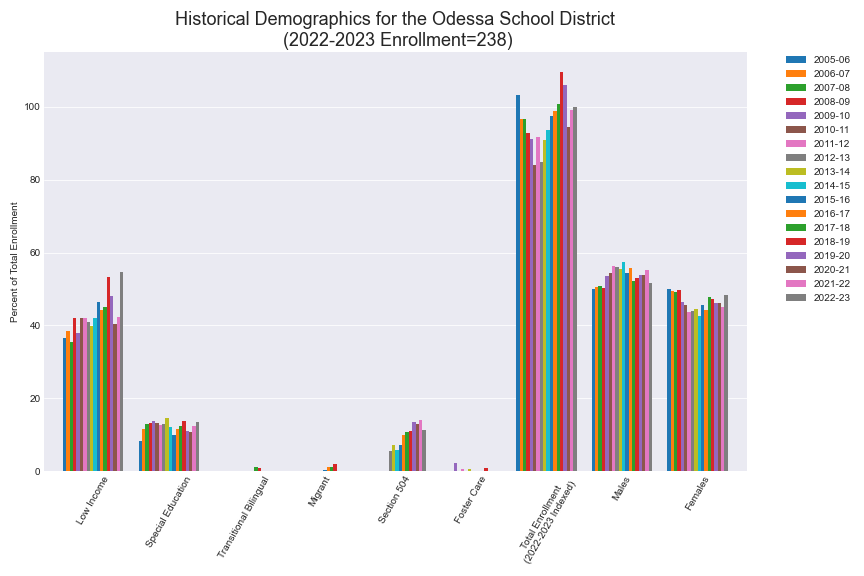 Historical Demographics for the Odessa School District
(2022-2023 Enrollment=238)
Percent of Total Enrollment
100
80
60
40
20
0
Low Income
Special Education
Transitional Bilingual
Migrant
Section 504
Foster Care
Total Enrollment
(2022-2023 Indexed)
Males
Females
2005-06
2006-07
2007-08
2008-09
2009-10
2010-11
2011-12
2012-13
2013-14
2014-15
2015-16
2016-17
2017-18
2018-19
2019-20
2020-21
2021-22
2022-23